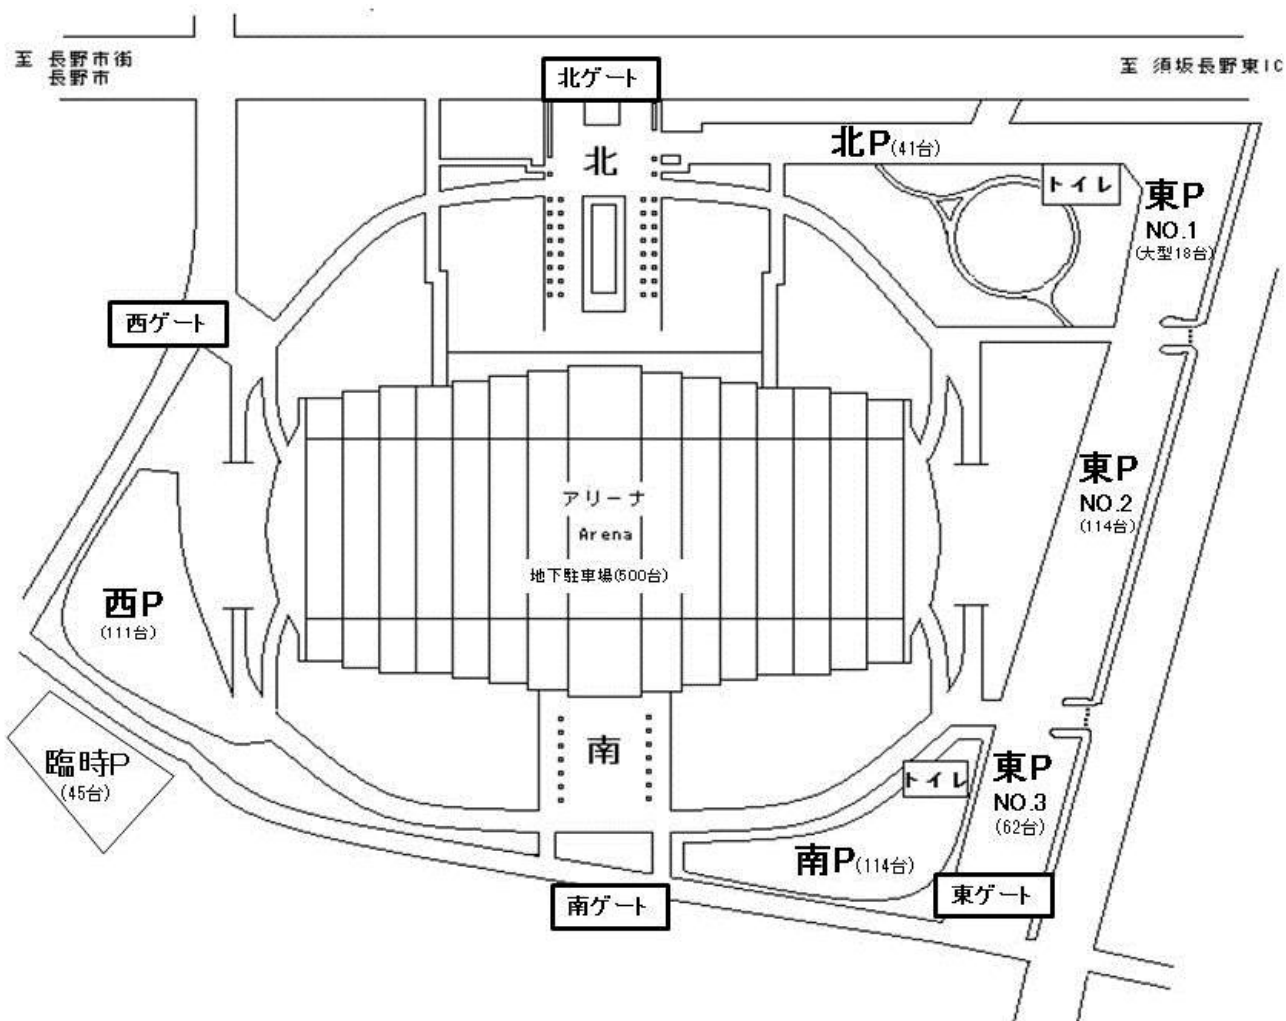 至 長野市街
長野市
北ゲート
至 須坂長野東IC
北P(41台)
北
トイレ
東P
NO.1
(大型18台)
西ゲート
東P
NO.2
(114台)
アリーナ
Arena
地下駐車場(500台)
西P
(111台)
南
臨時P
(45台)
トイレ
東P
NO.3
(62台)
南P(114台)
東ゲート
南ゲート